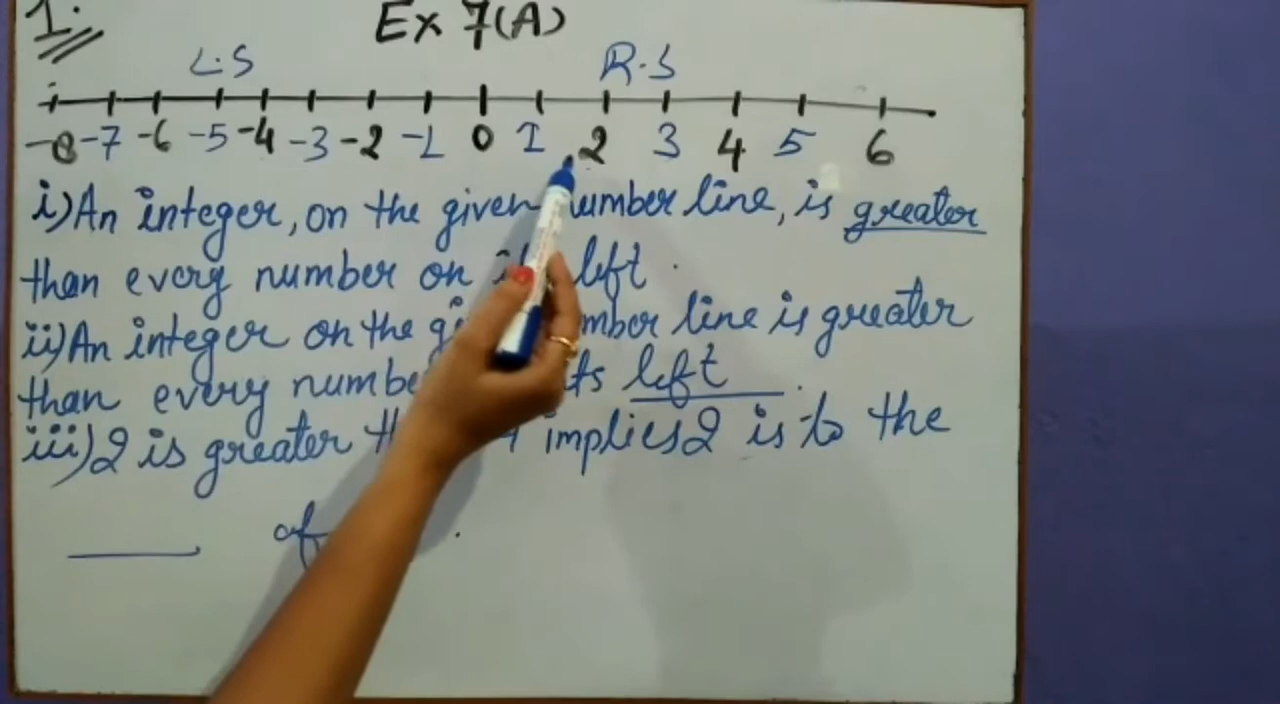 1.
Ex 7(A)
L.S R.S
-8 -7 -6 -5 -4 -3 -2 -1 0 1 2 3 4 5 6
i) An integer, on the given number line, is greater
than every number on left.
ii) An integer on the number line is greater
than every left.
iii) 2 is greater implies 2 is to the
____ of .